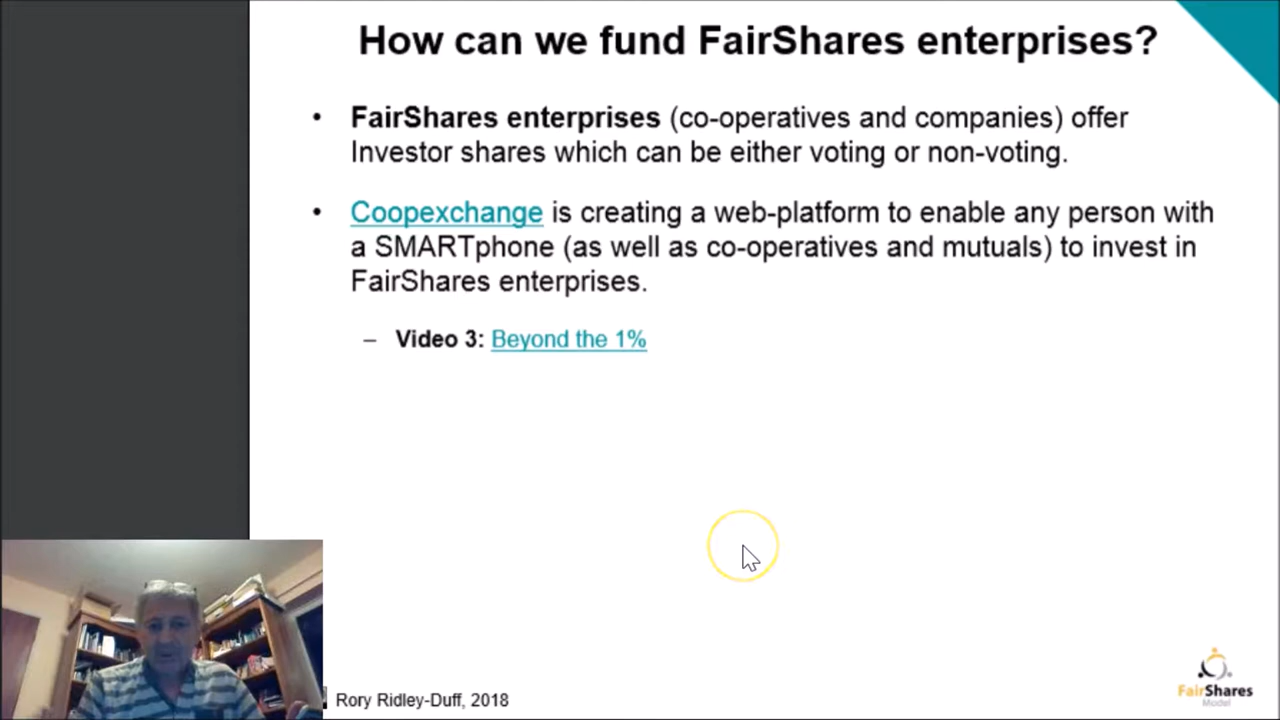 How can we fund FairShares enterprises?
• FairShares enterprises (co-operatives and companies) offer
Investor shares which can be either voting or non-voting.
• Coopexchange is creating a web-platform to enable any person with
a SMARTphone (as well as co-operatives and mutuals) to invest in
FairShares enterprises.
– Video 3: Beyond the 1%
Rory Ridley-Duff, 2018
FairShares
Model